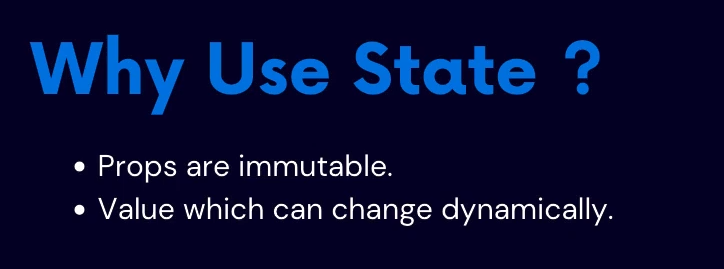 Why Use State ?
• Props are immutable.
• Value which can change dynamically.